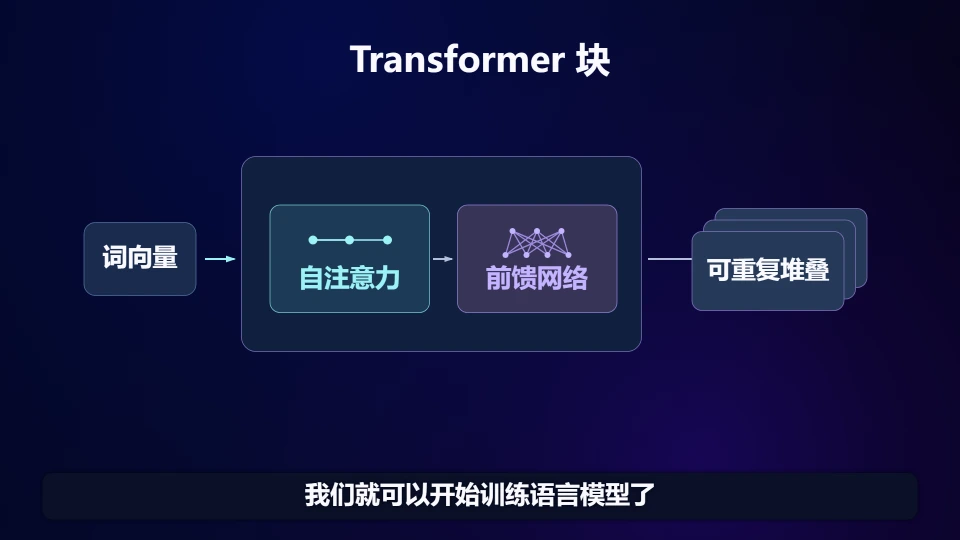 Transformer 块
词向量
自注意力
前馈网络
可重复堆叠
我们就可以开始训练语言模型了